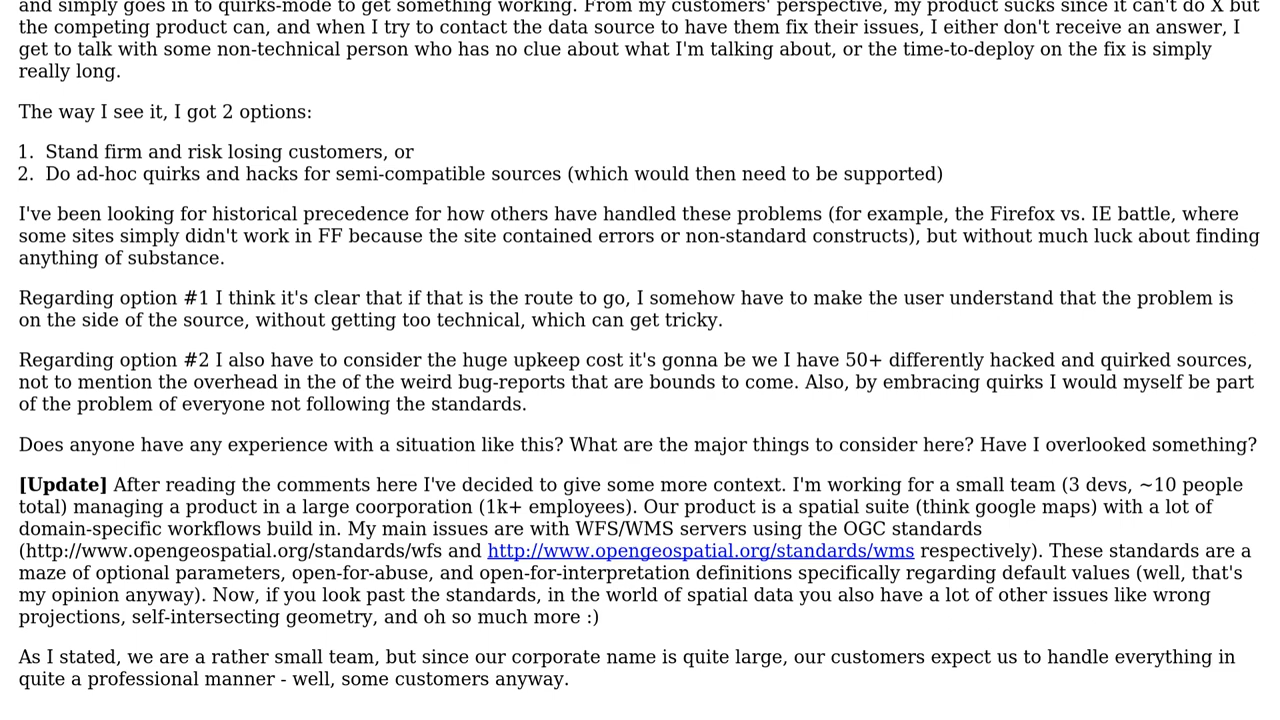 and simply goes in to quirks-mode to get something working. From my customers' perspective, my product sucks since it can't do X but
the competing product can, and when I try to contact the data source to have them fix their issues, I either don't receive an answer, I
get to talk with some non-technical person who has no clue about what I'm talking about, or the time-to-deploy on the fix is simply
really long.
The way I see it, I got 2 options:
1. Stand firm and risk losing customers, or
2. Do ad-hoc quirks and hacks for semi-compatible sources (which would then need to be supported)
I've been looking for historical precedence for how others have handled these problems (for example, the Firefox vs. IE battle, where
some sites simply didn't work in FF because the site contained errors or non-standard constructs), but without much luck about finding
anything of substance.
Regarding option #1 I think it's clear that if that is the route to go, I somehow have to make the user understand that the problem is
on the side of the source, without getting too technical, which can get tricky.
Regarding option #2 I also have to consider the huge upkeep cost it's gonna be we I have 50+ differently hacked and quirked sources,
not to mention the overhead in the of the weird bug-reports that are bounds to come. Also, by embracing quirks I would myself be part
of the problem of everyone not following the standards.
Does anyone have any experience with a situation like this? What are the major things to consider here? Have I overlooked something?
[Update] After reading the comments here I've decided to give some more context. I'm working for a small team (3 devs, ~10 people
total) managing a product in a large coorporation (1k+ employees). Our product is a spatial suite (think google maps) with a lot of
domain-specific workflows build in. My main issues are with WFS/WMS servers using the OGC standards
(http://www.opengeospatial.org/standards/wfs and http://www.opengeospatial.org/standards/wms respectively). These standards are a
maze of optional parameters, open-for-abuse, and open-for-interpretation definitions specifically regarding default values (well, that's
my opinion anyway). Now, if you look past the standards, in the world of spatial data you also have a lot of other issues like wrong
projections, self-intersecting geometry, and oh so much more :)
As I stated, we are a rather small team, but since our corporate name is quite large, our customers expect us to handle everything in
quite a professional manner - well, some customers anyway.